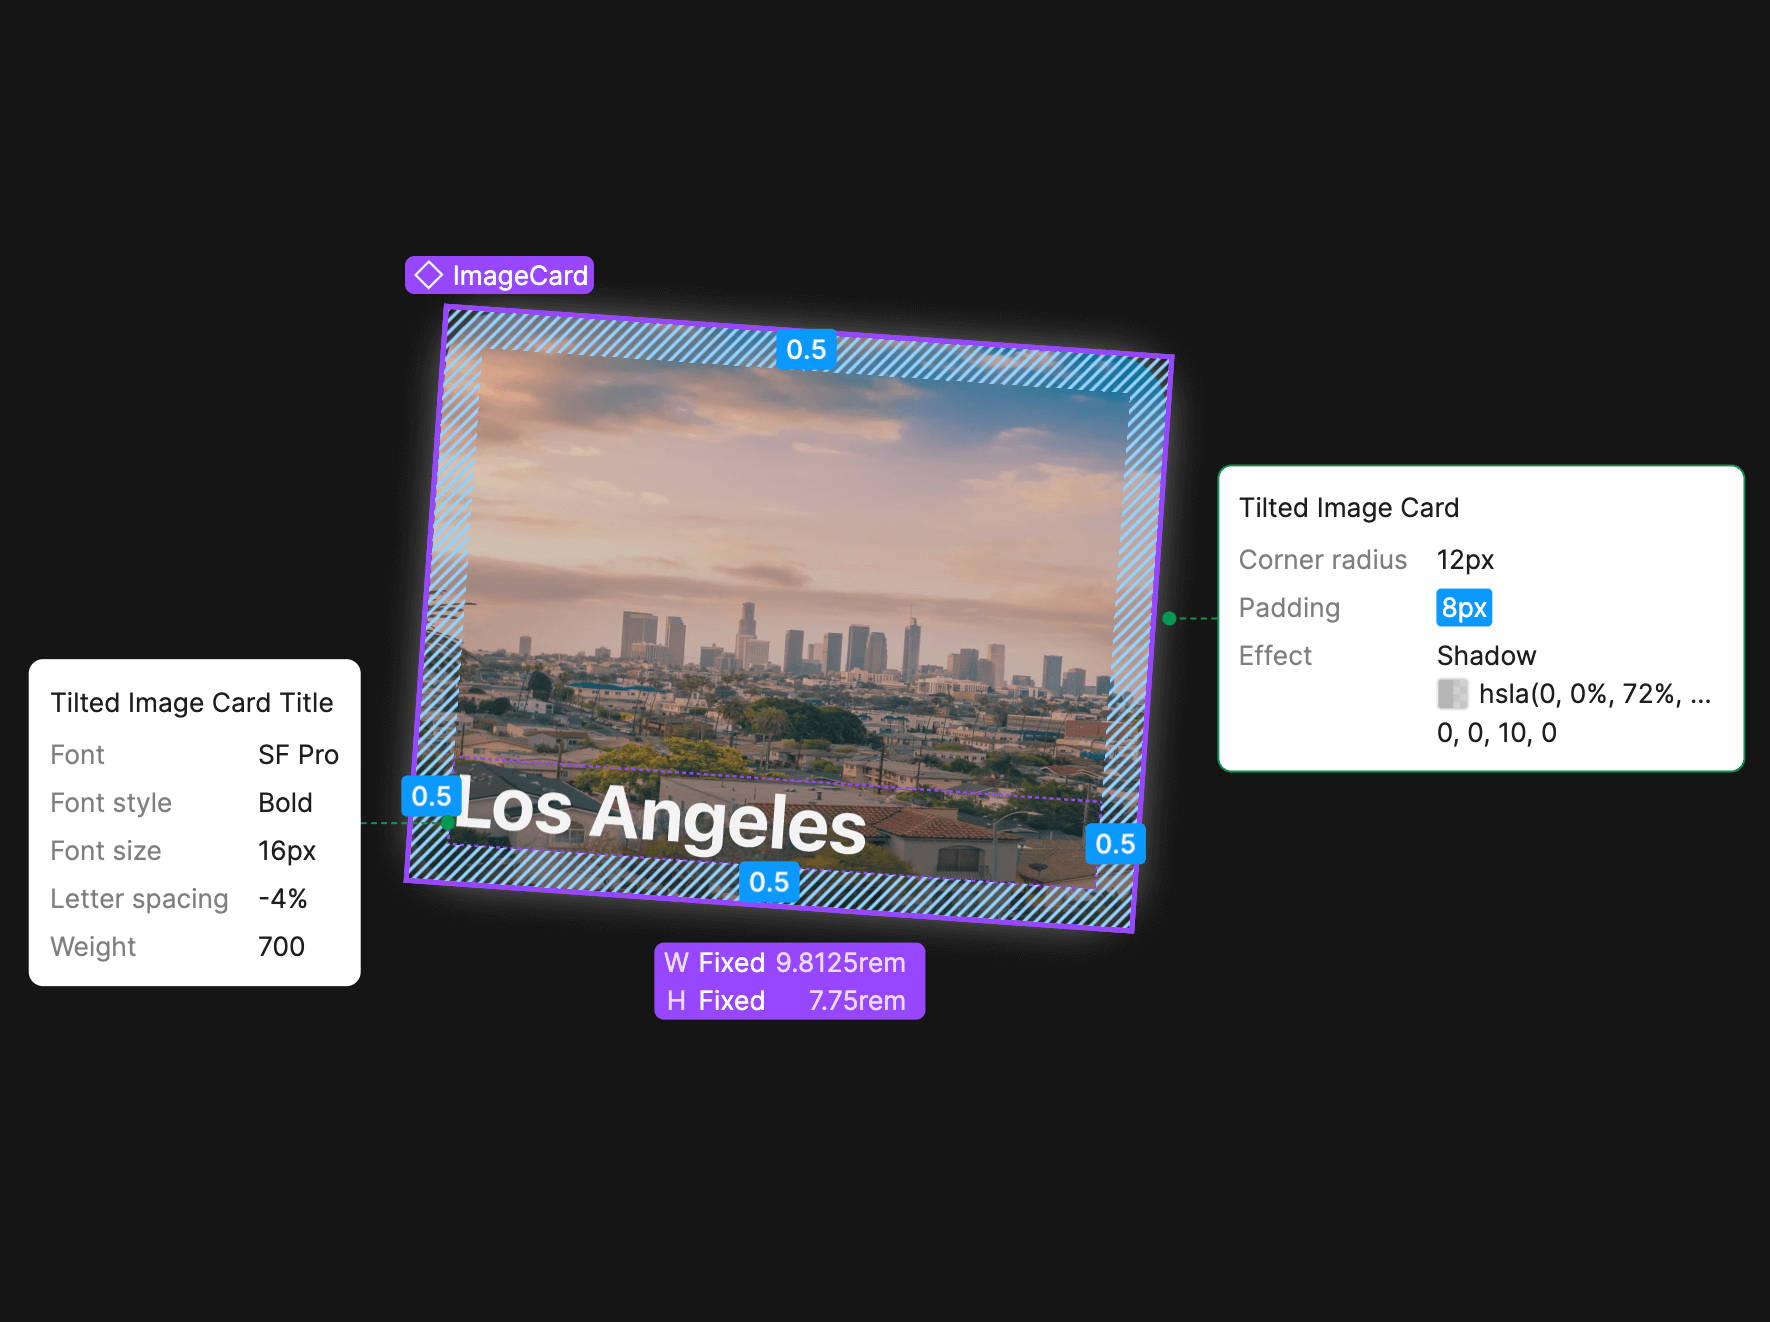 ImageCard
0.5
Tilted Image Card
Corner radius 12px
Padding 8px
Effect Shadow
hsla(0, 0%, 72%, ...
0, 0, 10, 0
Tilted Image Card Title
Font SF Pro
Font style Bold
Font size 16px
Letter spacing -4%
Weight 700
0.5
Los Angeles
0.5
0.5
W Fixed 9.8125rem
H Fixed 7.75rem